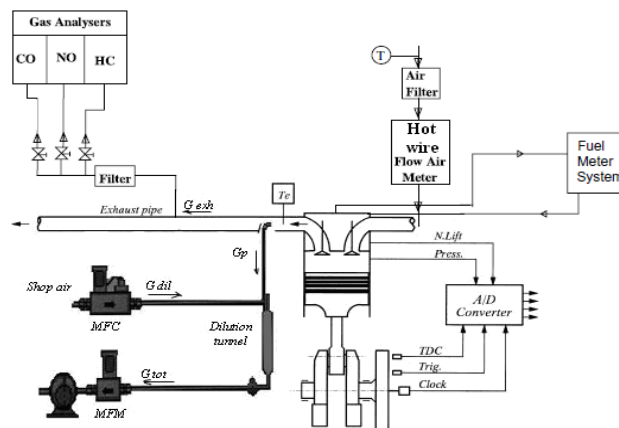 Gas Analysers
CO NO HC
T
Air
Filter
Hot
wire
Flow Air
Meter
Fuel
Meter
System
Filter
Te
G exh
Exhaust pipe
N.Lift
Press.
Gp
Shop air
G dil
A/D
Converter
MFC
Dilution
tunnel
TDC
G tot
Trig.
Clock
MFM